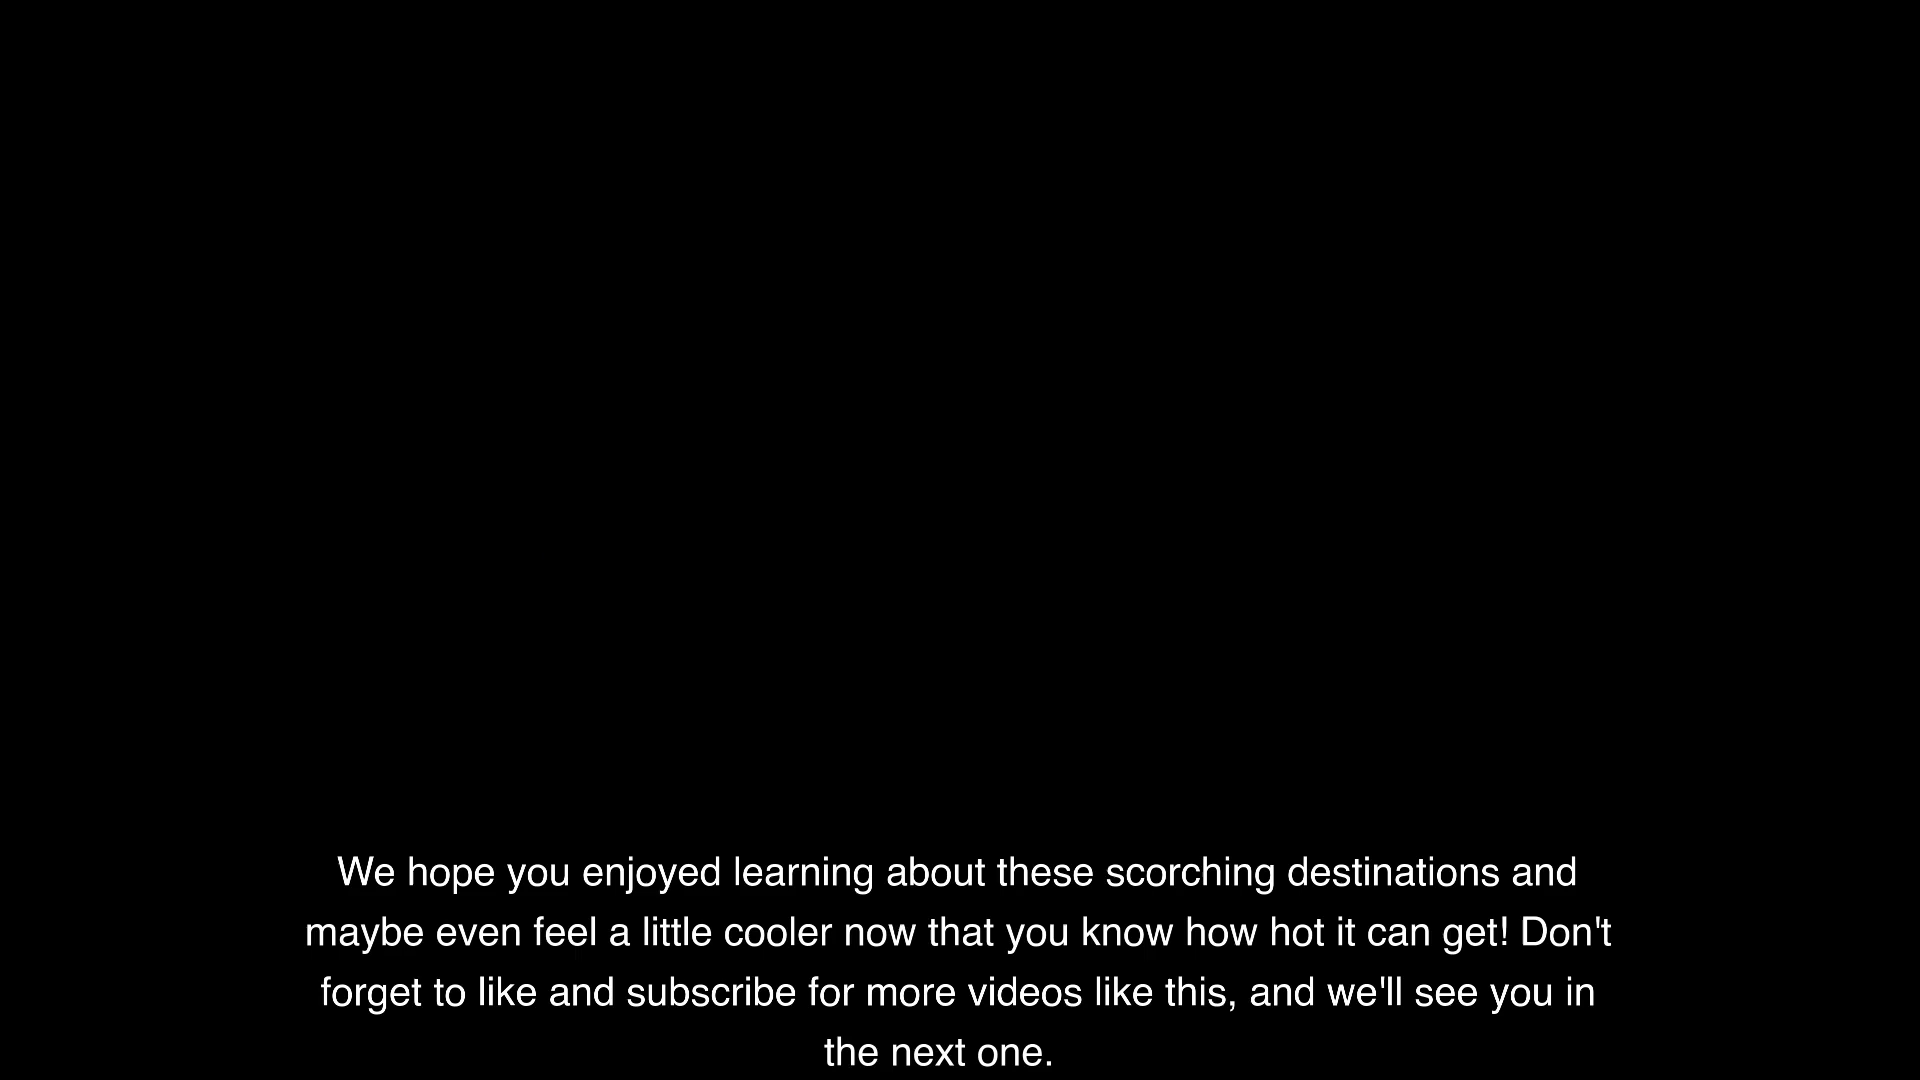 We hope you enjoyed learning about these scorching destinations and
maybe even feel a little cooler now that you know how hot it can get! Don't
forget to like and subscribe for more videos like this, and we'll see you in
the next one.